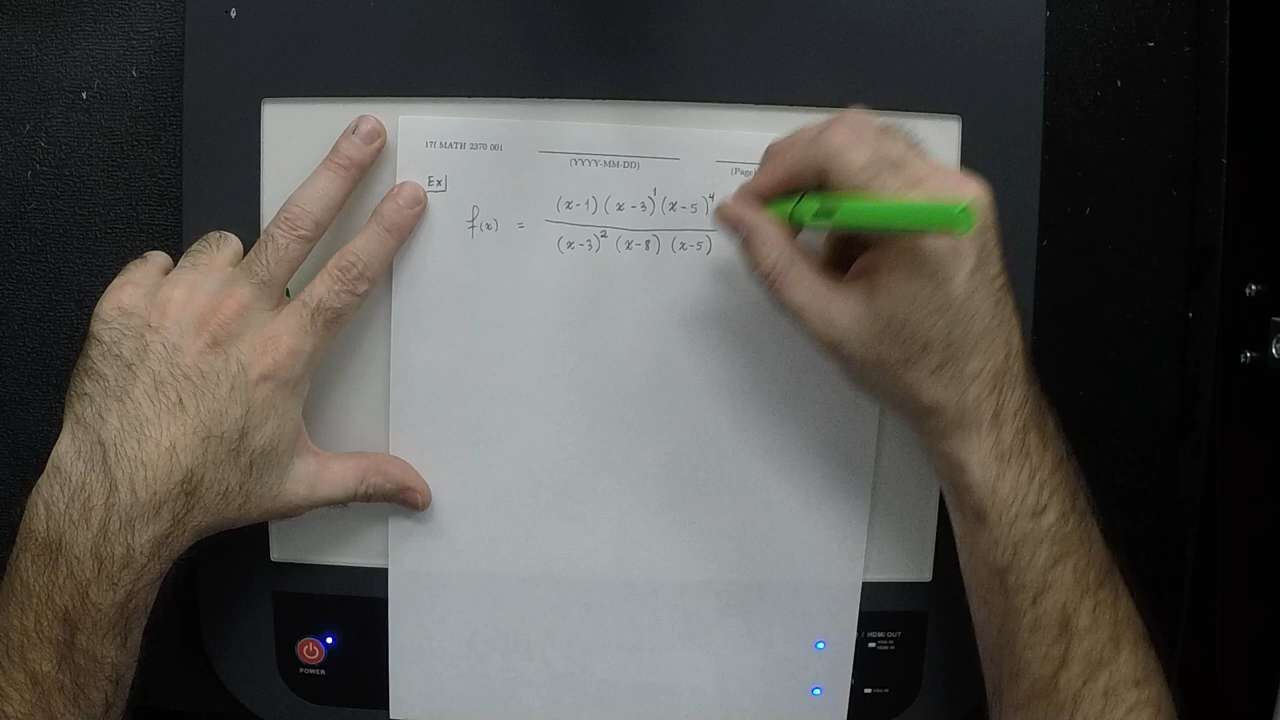 17f MATH 2370 001
(YYYY-MM-DD)
(Page)
Ex
f(x) = \frac{(x-1)(x-3)^1(x-5)^4}{(x-3)^2(x-8)(x-5)}
/ HDMI OUT
POWER